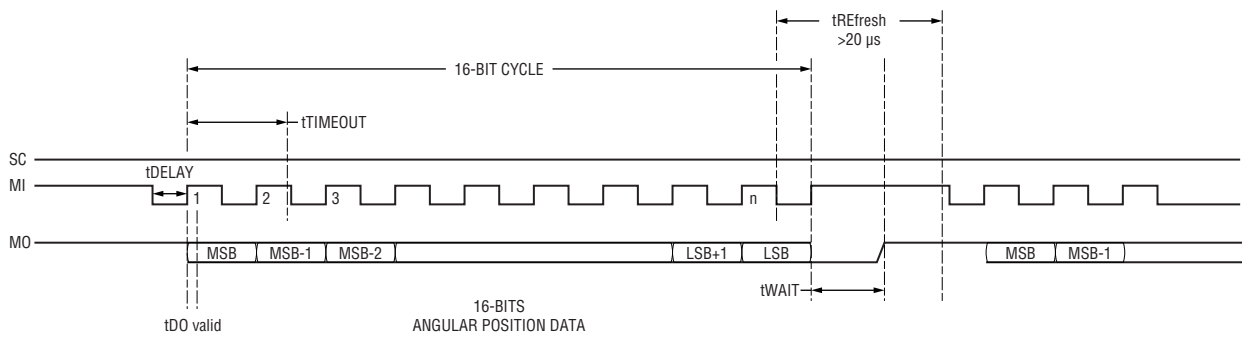 tREfresh
>20 µs
16-BIT CYCLE
tTIMEOUT
SC
tDELAY
MI 1 2 3 n
MO MSB MSB-1 MSB-2 LSB+1 LSB MSB MSB-1
tWAIT
16-BITS
tDO valid ANGULAR POSITION DATA